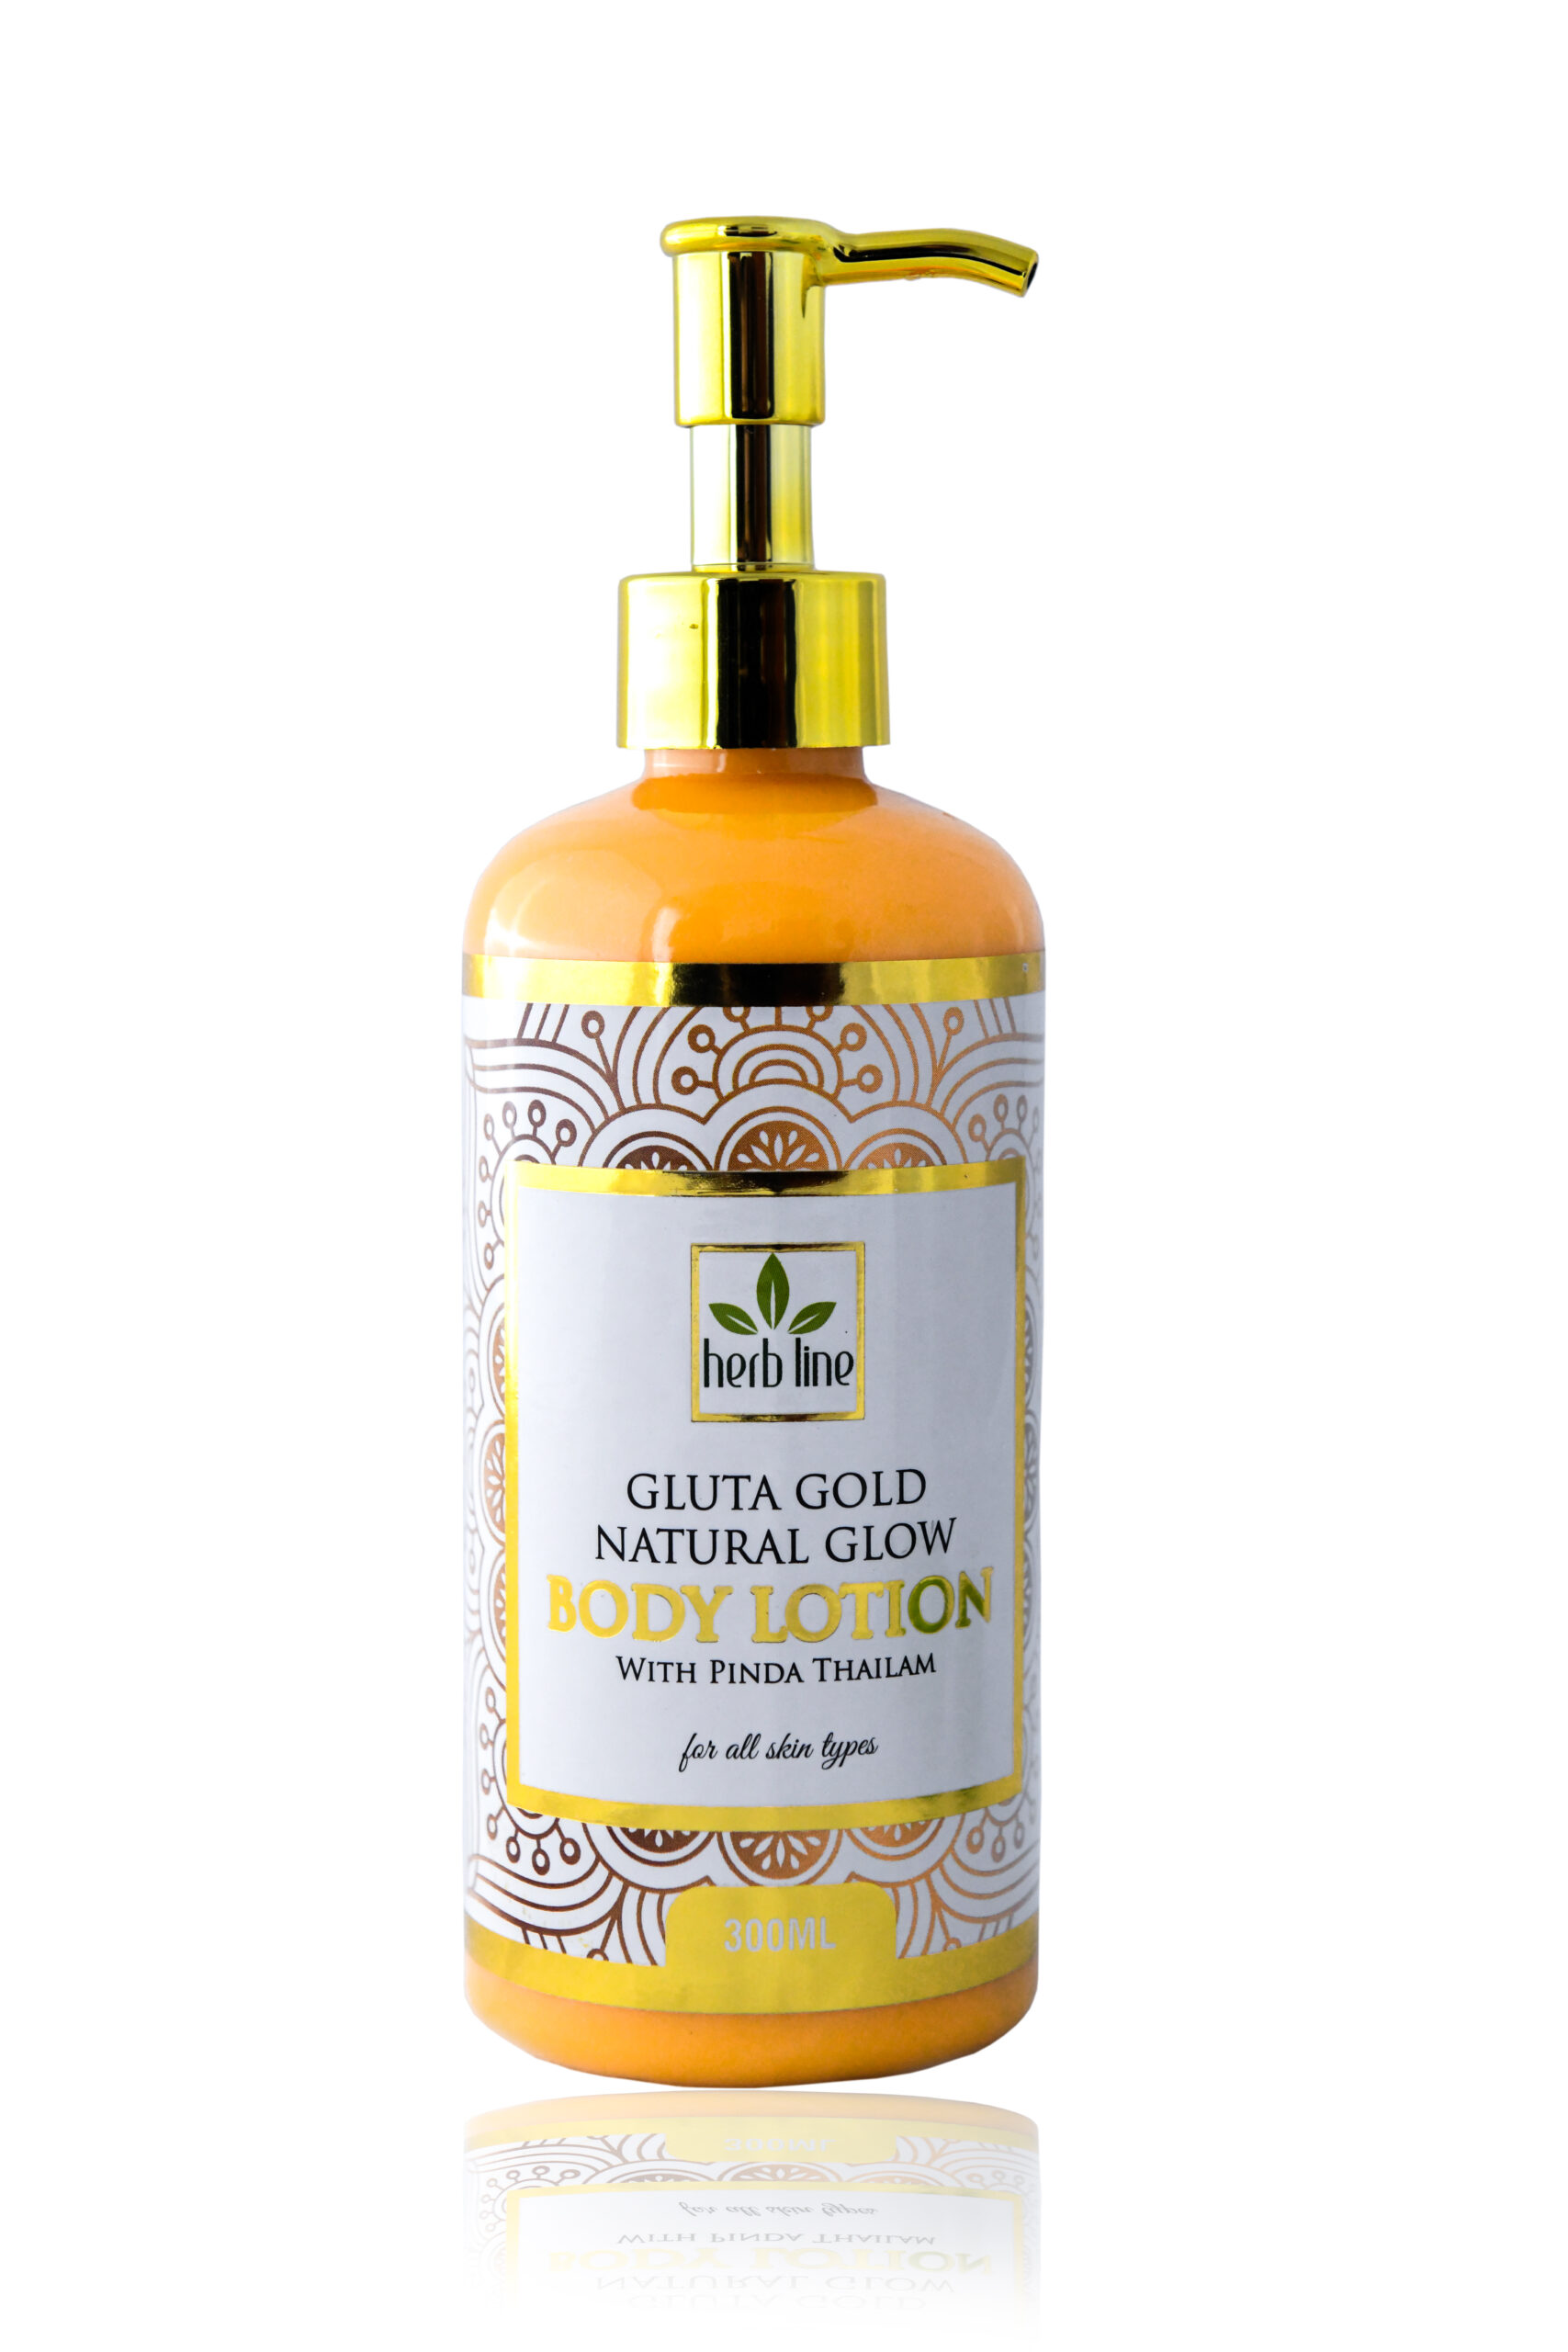 herb line
GLUTA GOLD
NATURAL GLOW
BODY LOTION
WITH PINDA THAILAM
for all skin types
300ML